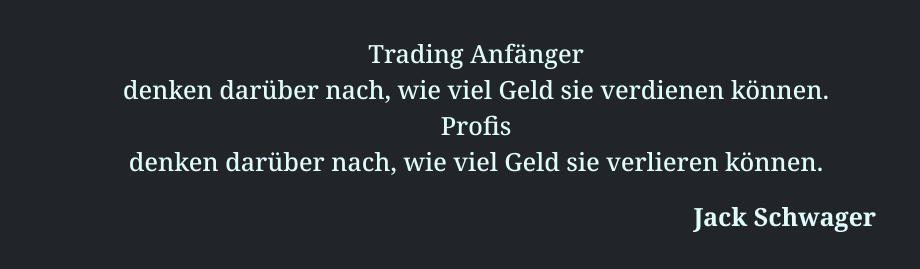 Trading Anfänger
denken darüber nach, wie viel Geld sie verdienen können.
Profis
denken darüber nach, wie viel Geld sie verlieren können.
Jack Schwager